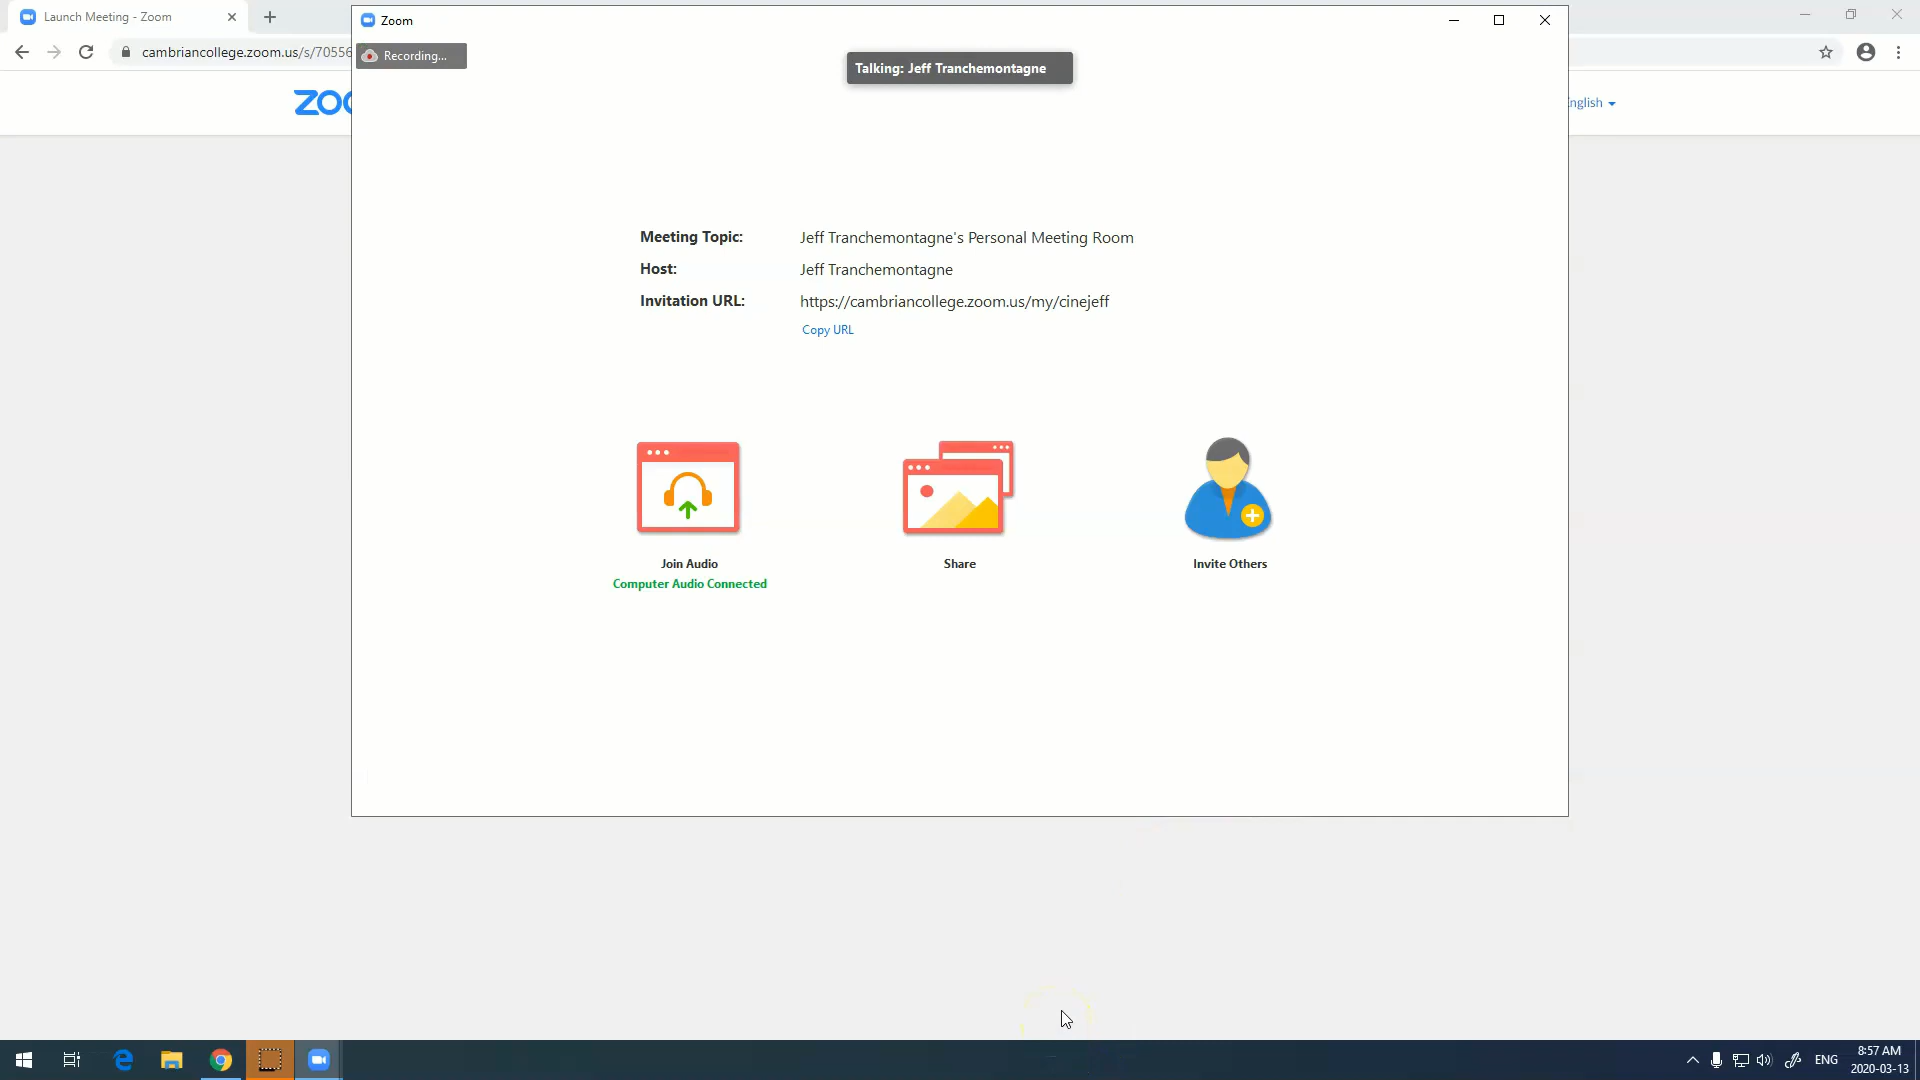 Launch Meeting - Zoom
Zoom
cambriancollege.zoom.us/s/70556
Recording...
Talking: Jeff Tranchemontagne
zoo
nglish
Meeting Topic: Jeff Tranchemontagne's Personal Meeting Room
Host: Jeff Tranchemontagne
Invitation URL: https://cambriancollege.zoom.us/my/cinejeff
Copy URL
Join Audio
Computer Audio Connected
Share
Invite Others
ENG
8:57 AM
2020-03-13